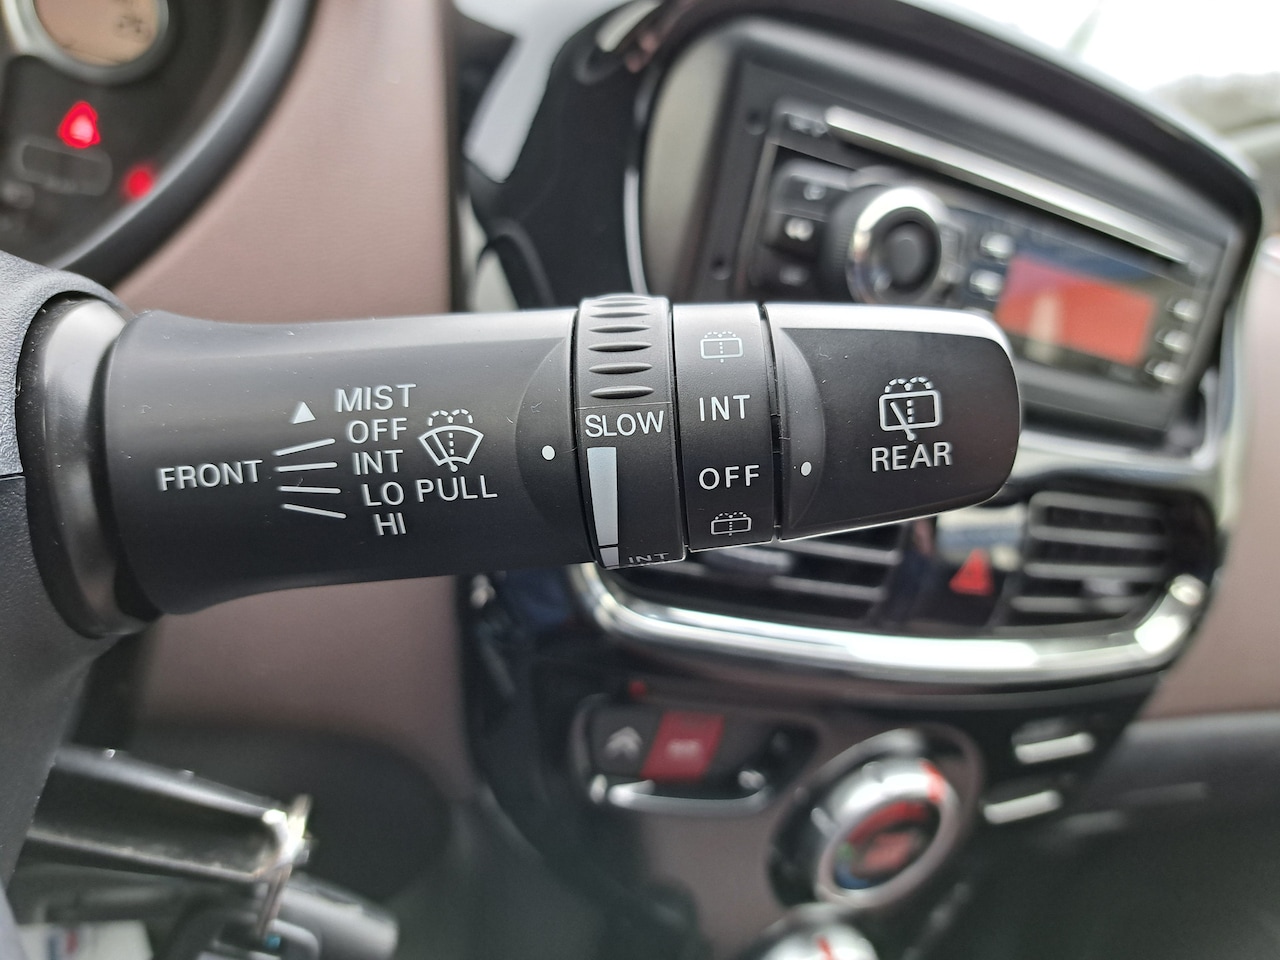 MIST
OFF
FRONT INT
LO PULL
HI
SLOW
INT
INT
OFF
REAR